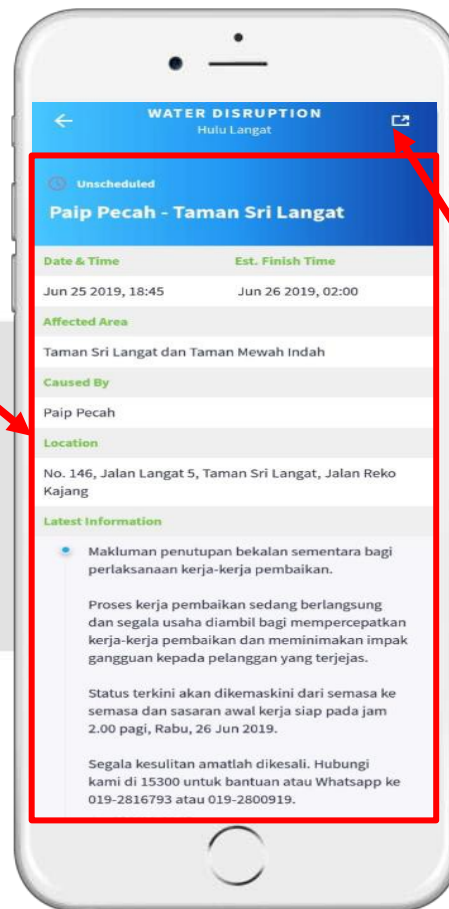 WATER DISRUPTION
Hulu Langat
Unscheduled
Paip Pecah - Taman Sri Langat
Date & Time Est. Finish Time
Jun 25 2019, 18:45 Jun 26 2019, 02:00
Affected Area
Taman Sri Langat dan Taman Mewah Indah
Caused By
Paip Pecah
Location
No. 146, Jalan Langat 5, Taman Sri Langat, Jalan Reko
Kajang
Latest Information
Makluman penutupan bekalan sementara bagi
perlaksanaan kerja-kerja pembaikan.
Proses kerja pembaikan sedang berlangsung
dan segala usaha diambil bagi mempercepatkan
kerja-kerja pembaikan dan meminimakan impak
gangguan kepada pelanggan yang terjejas.
Status terkini akan dikemaskini dari semasa ke
semasa dan sasaran awal kerja siap pada jam
2.00 pagi, Rabu, 26 Jun 2019.
Segala kesulitan amatlah dikesali. Hubungi
kami di 15300 untuk bantuan atau Whatsapp ke
019-2816793 atau 019-2800919.